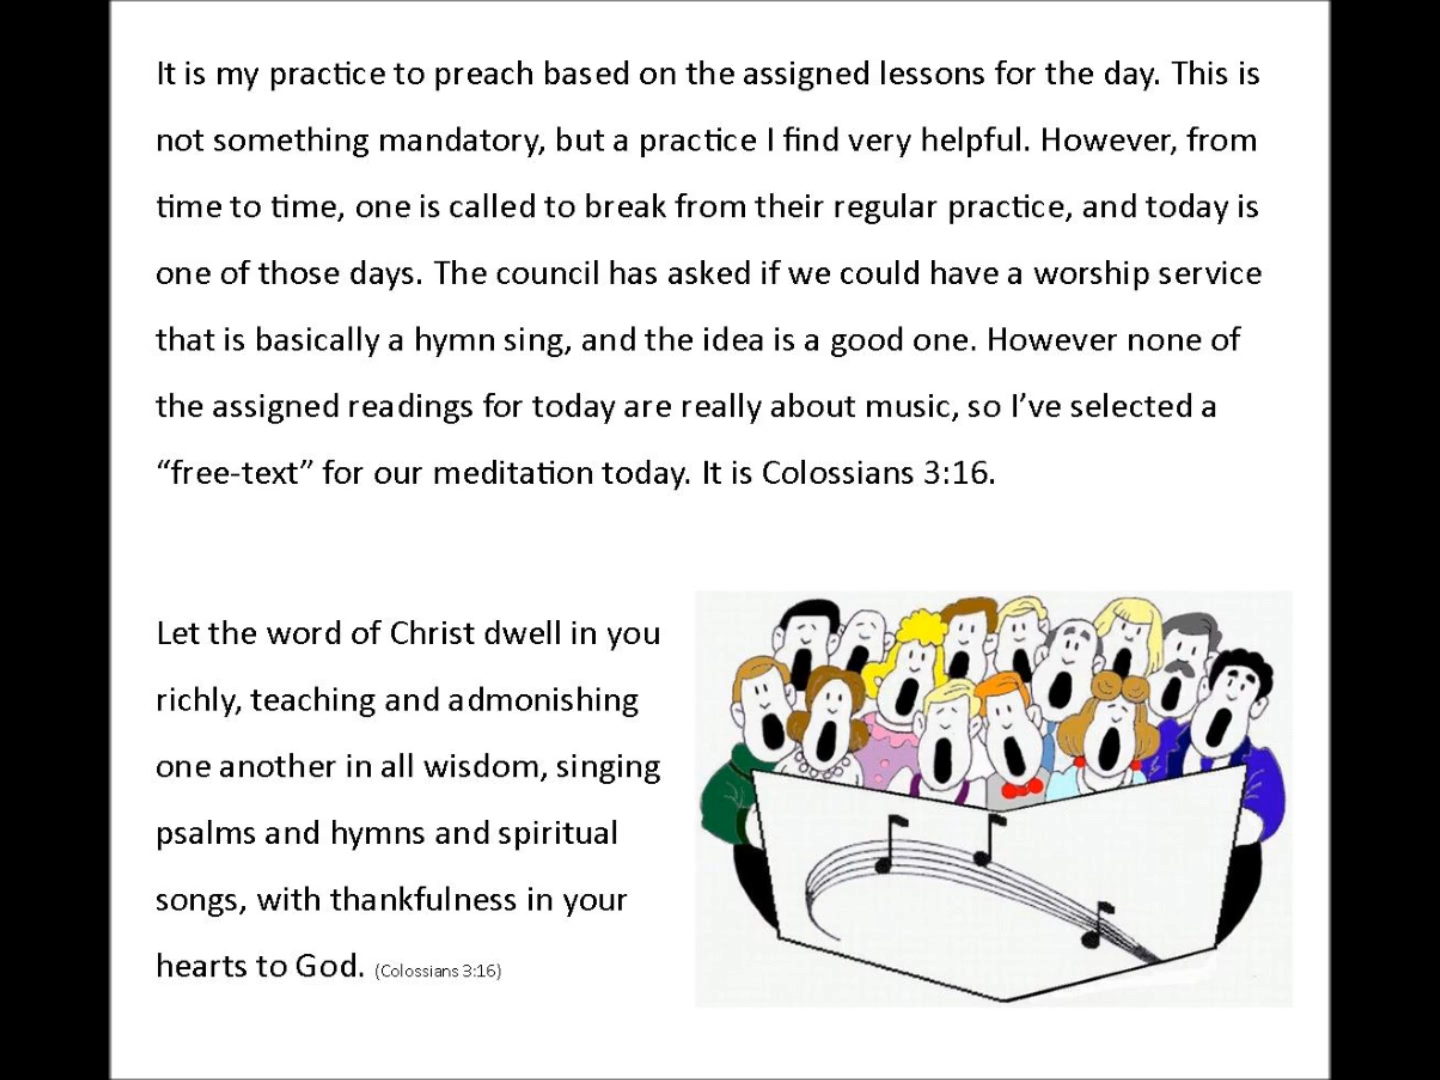 It is my practice to preach based on the assigned lessons for the day. This is
not something mandatory, but a practice I find very helpful. However, from
time to time, one is called to break from their regular practice, and today is
one of those days. The council has asked if we could have a worship service
that is basically a hymn sing, and the idea is a good one. However none of
the assigned readings for today are really about music, so I’ve selected a
“free-text” for our meditation today. It is Colossians 3:16.
Let the word of Christ dwell in you
richly, teaching and admonishing
one another in all wisdom, singing
psalms and hymns and spiritual
songs, with thankfulness in your
hearts to God. (Colossians 3:16)